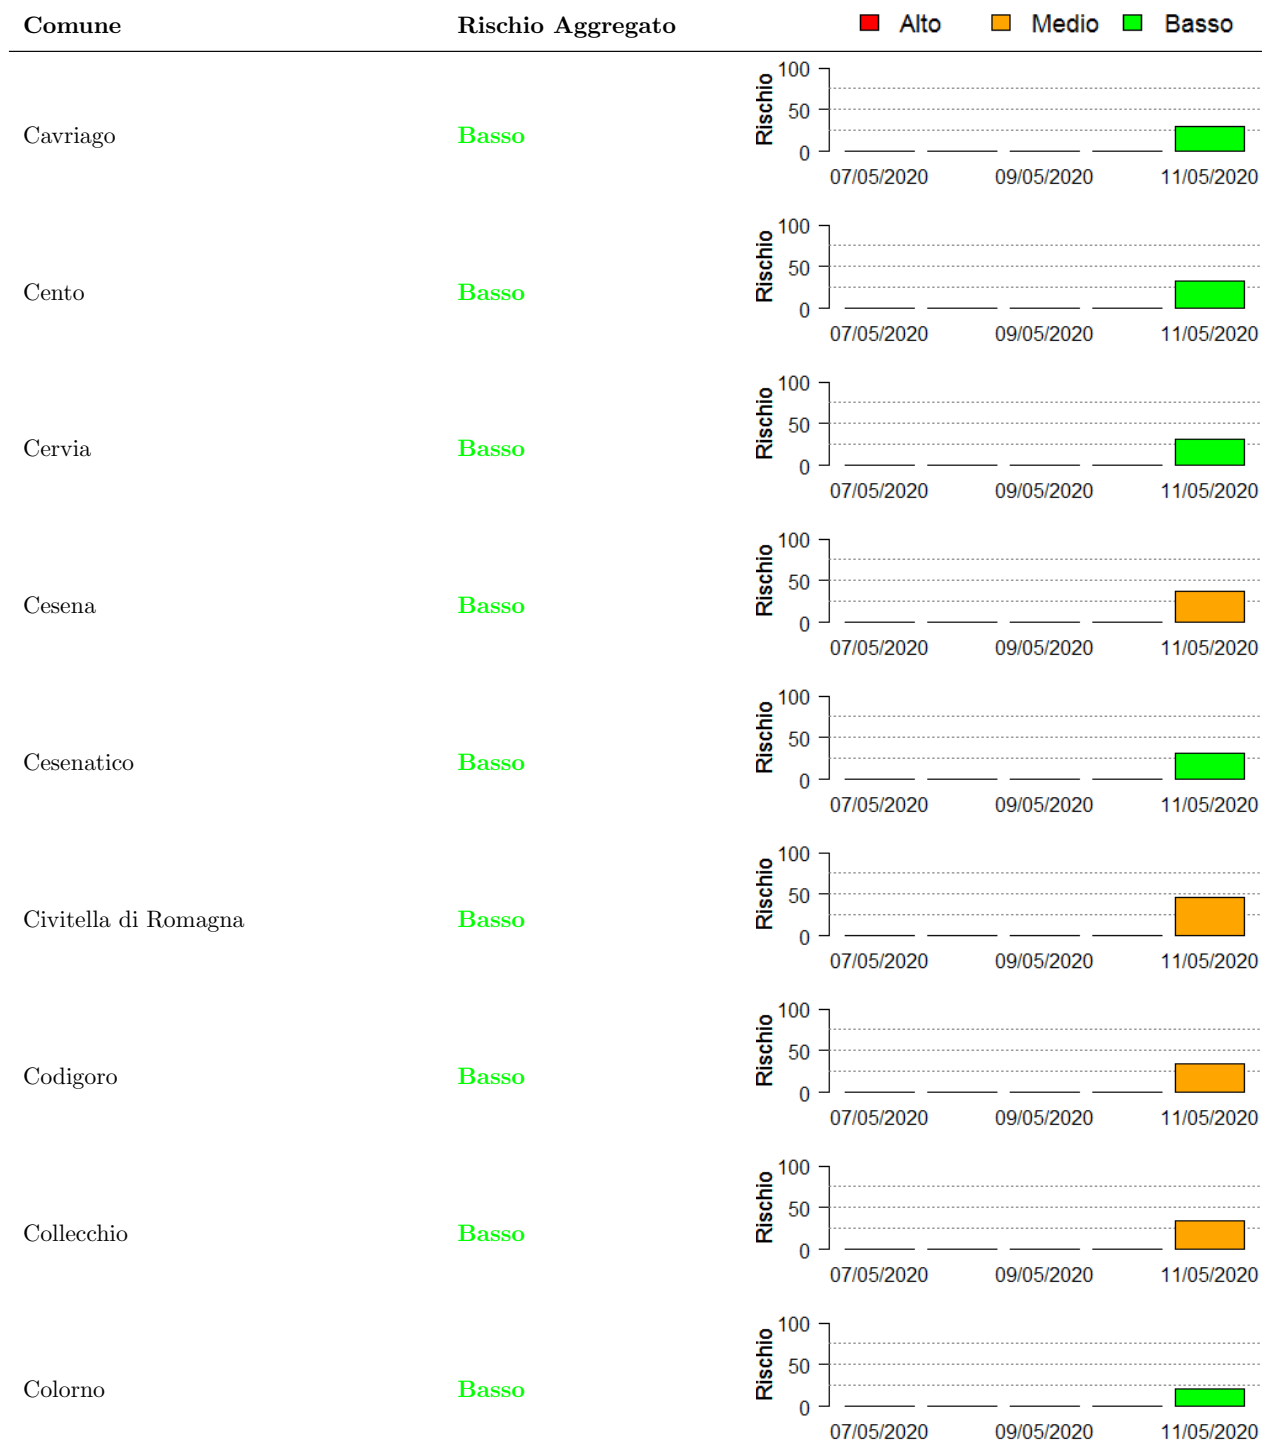 Comune Rischio Aggregato Alto Medio Basso
100
50
0
Rischio
Cavriago Basso
07/05/2020 09/05/2020 11/05/2020
100
50
0
Rischio
Cento Basso
07/05/2020 09/05/2020 11/05/2020
100
50
0
Rischio
Cervia Basso
07/05/2020 09/05/2020 11/05/2020
100
50
0
Rischio
Cesena Basso
07/05/2020 09/05/2020 11/05/2020
100
50
0
Rischio
Cesenatico Basso
07/05/2020 09/05/2020 11/05/2020
100
50
0
Rischio
Civitella di Romagna Basso
07/05/2020 09/05/2020 11/05/2020
100
50
0
Rischio
Codigoro Basso
07/05/2020 09/05/2020 11/05/2020
100
50
0
Rischio
Collecchio Basso
07/05/2020 09/05/2020 11/05/2020
100
50
0
Rischio
Colorno Basso
07/05/2020 09/05/2020 11/05/2020